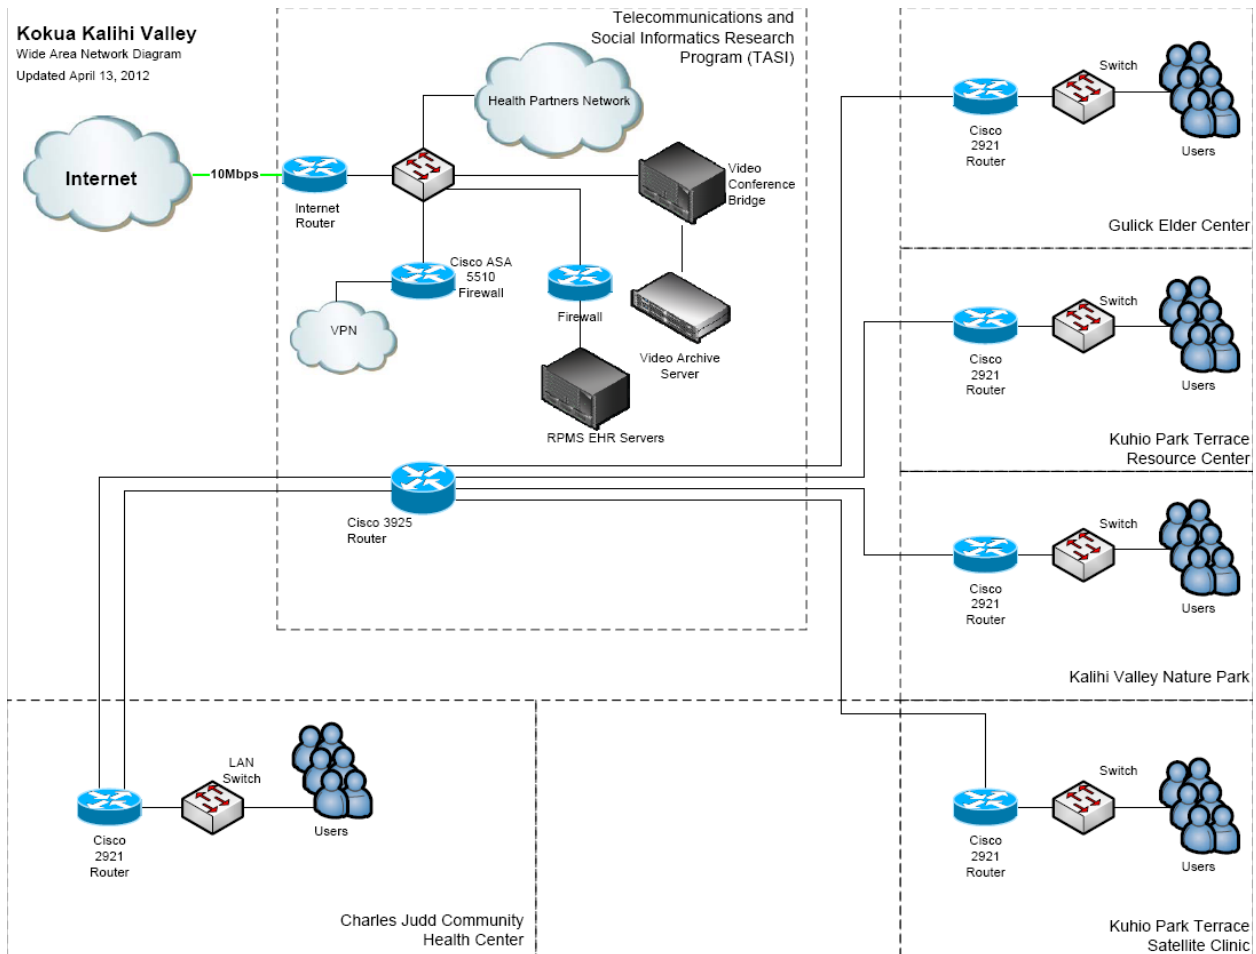 Kokua Kalihi Valley
Wide Area Network Diagram
Updated April 13, 2012
Internet
10Mbps
Telecommunications and
Social Informatics Research
Program (TASI)
Health Partners Network
Internet
Router
Video
Conference
Bridge
Cisco ASA
5510
Firewall
VPN
Firewall
Video Archive
Server
RPMS EHR Servers
Cisco 3925
Router
Switch
Cisco
2921
Router
Users
Gulick Elder Center
Switch
Cisco
2921
Router
Users
Kuhio Park Terrace
Resource Center
Switch
Cisco
2921
Router
Users
Kalihi Valley Nature Park
LAN
Switch
Cisco
2921
Router
Users
Charles Judd Community
Health Center
Switch
Cisco
2921
Router
Users
Kuhio Park Terrace
Satellite Clinic